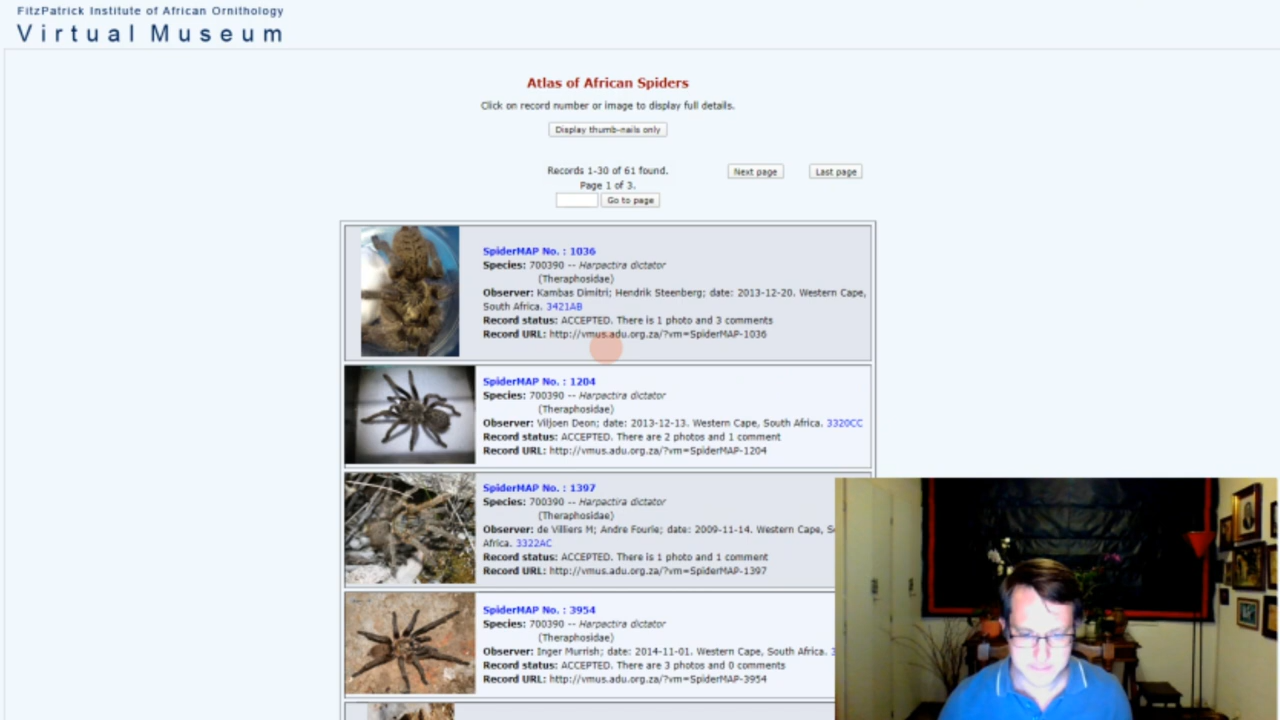 FitzPatrick Institute of African Ornithology
Virtual Museum
Atlas of African Spiders
Click on record number or image to display full details.
Display thumb-nails only
Records 1-30 of 61 found.
Next page
Last page
Page 1 of 3.
Go to page
SpiderMAP No. : 1036
Species: 700390 -- Harpactira dictator
(Theraphosidae)
Observer: Kambas Dimitri; Hendrik Steenberg; date: 2013-12-20. Western Cape,
South Africa. 3421AB
Record status: ACCEPTED. There is 1 photo and 3 comments
Record URL: http://vmus.adu.org.za/?vm=SpiderMAP-1036
SpiderMAP No. : 1204
Species: 700390 -- Harpactira dictator
(Theraphosidae)
Observer: Viljoen Deon; date: 2013-12-13. Western Cape, South Africa. 3320CC
Record status: ACCEPTED. There are 2 photos and 1 comment
Record URL: http://vmus.adu.org.za/?vm=SpiderMAP-1204
SpiderMAP No. : 1397
Species: 700390 -- Harpactira dictator
(Theraphosidae)
Observer: de Villiers M; Andre Fourie; date: 2009-11-14. Western Cape, So
Africa. 3322AC
Record status: ACCEPTED. There is 1 photo and 1 comment
Record URL: http://vmus.adu.org.za/?vm=SpiderMAP-1397
SpiderMAP No. : 3954
Species: 700390 -- Harpactira dictator
(Theraphosidae)
Observer: Inger Murrish; date: 2014-11-01. Western Cape, South Africa. 3
Record status: ACCEPTED. There are 3 photos and 0 comments
Record URL: http://vmus.adu.org.za/?vm=SpiderMAP-3954